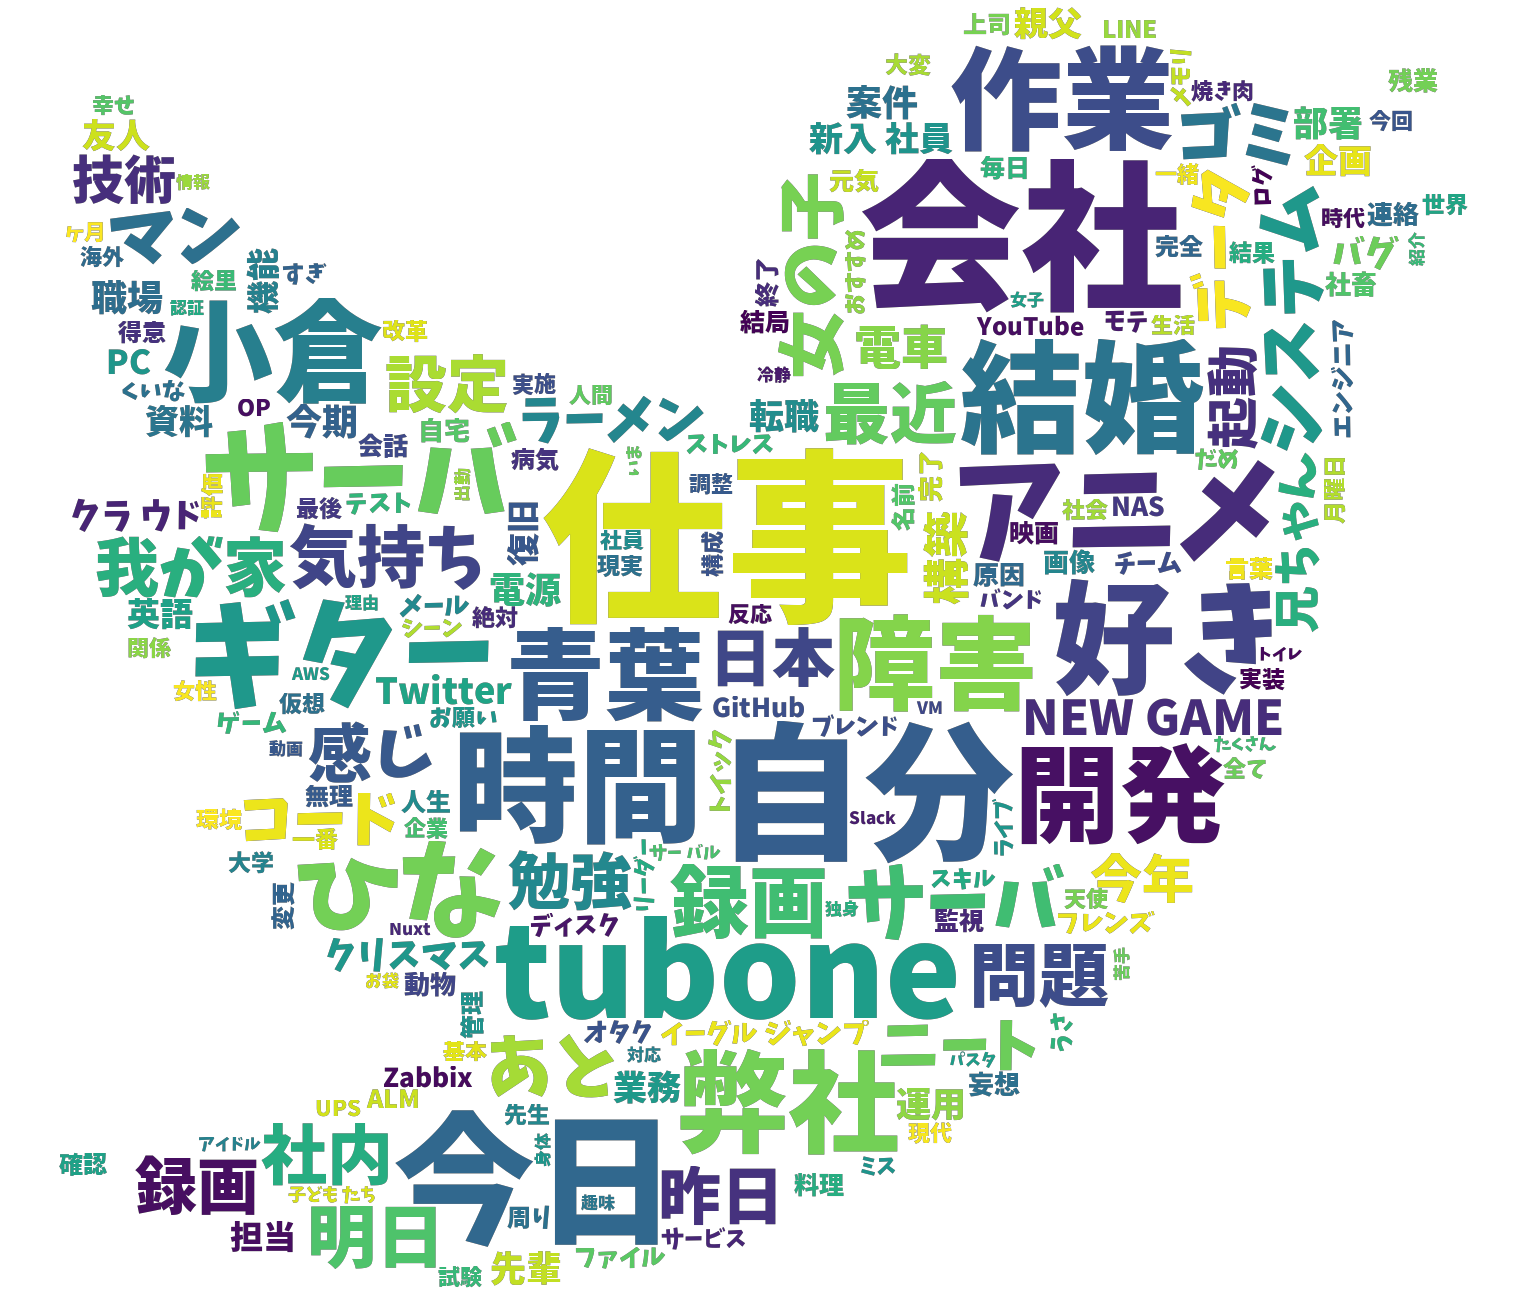 上司
親父
LINE
大変
作業
メモリ
焼き肉
残業
幸せ
案件
ゴミ
部署
今回
友人
新入 社員
企画
技術
情報
毎日
元気
一緒
データ
ログ
女の子
会社
システム
時代
連絡
世界
ケ月
マン
海外
おすすめ
完全
結果
バグ
紹介
絵里
機能
すぎ
終了
社畜
職場
認証
小倉
女子
得意
改革
結局
YouTube
モテ
生活
エンジニア
PC
設定
電車
結婚
起動
くいな
実施
人間
冷静
OP
資料
今期
ラーメン
転職
最近
サーバ
自宅
会話
ストレス
病気
いま
仕事
調整
完了
アニメ
だめ
ちゃん
月曜日
評価
出勤
テスト
最後
クラ ウド
名前
社会
NAS
復旧
社員
構成
構築
映画
我が家
気持ち
現実
画像
チーム
言葉
兄
電源
原因
バンド
英語
ギター
理由
メール
絶対
シーン
反応
好き
関係
青葉
日本
障害
トイレ
AWS
Twitter
実装
女性
仮想
GitHub
VM
ゲーム
お願い
ブレンド
NEW GAME
動画
感じ
時間
トイック
自分
開発
たくさん
全て
無理
環境
コード
人生
企業
Slack
ライブ
一番
大学
ひな
勉強
リーダー
サー バル
録画
サーバ
スキル
今年
変更
独身
天使
Nuxt
ディスク
監視
フレンズ
クリスマス
tubone
問題
苦手
お袋
動物
管理
オタク
イーグル ジャンプ
ニート
うさ
基本
あと
対応
パスタ
Zabbix
業務
弊社
妄想
UPS
ALM
運用
先生
現代
アイドル
社内
今日
身体
確認
録画
昨日
ミス
子ども たち
趣味
料理
担当
明日
周り
サービス
試験
先輩
ファイル